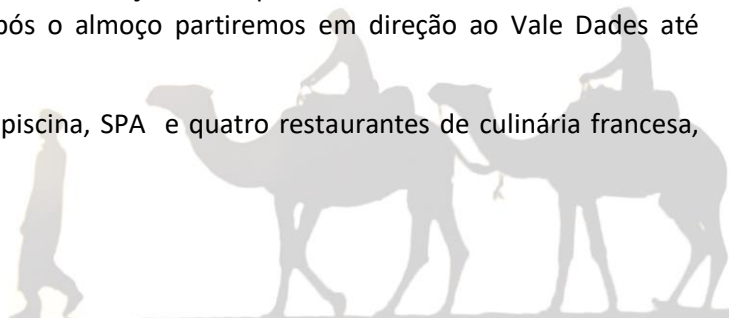 após o almoço partiremos em direção ao Vale Dades até
piscina, SPA e quatro restaurantes de culinária francesa,